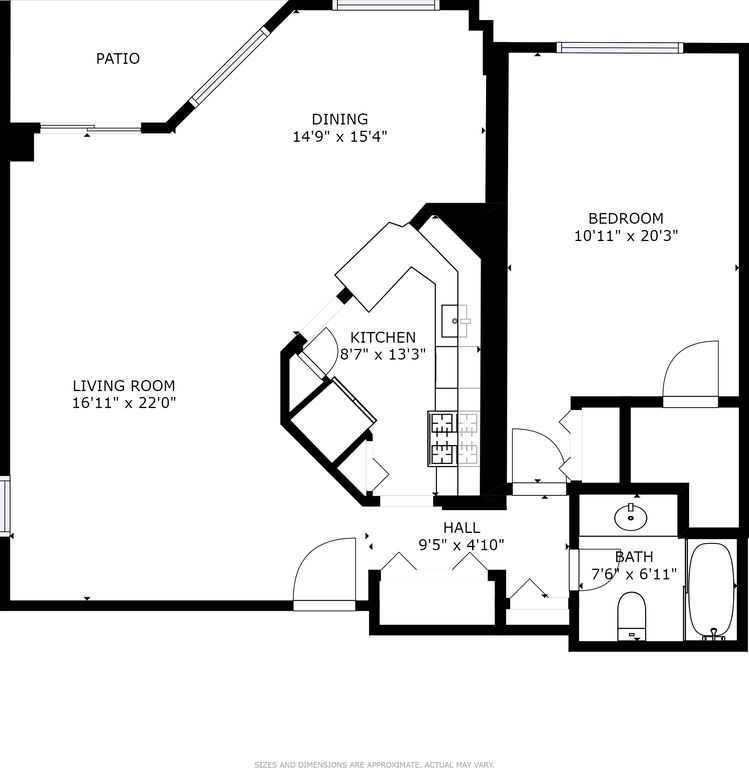 PATIO
DINING
14'9" x 15'4"
BEDROOM
10'11" x 20'3"
KITCHEN
8'7" x 13'3"
LIVING ROOM
16'11" x 22'0"
HALL
9'5" x 4'10"
BATH
7'6" x 6'11"
SIZES AND DIMENSIONS ARE APPROXIMATE, ACTUAL MAY VARY.